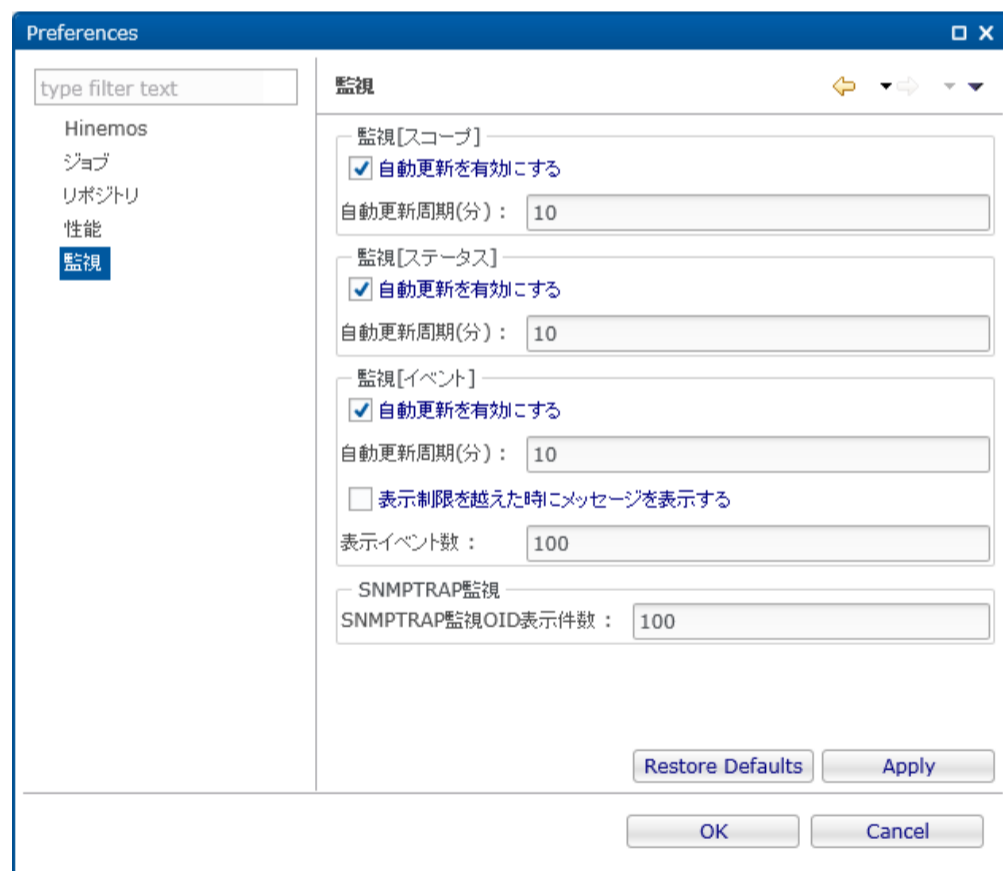 Preferences
type filter text
Hinemos
ジョブ
リポジトリ
性能
監視
監視
監視[スコープ]
自動更新を有効にする
自動更新周期(分)： 10
監視[ステータス]
自動更新を有効にする
自動更新周期(分)： 10
監視[イベント]
自動更新を有効にする
自動更新周期(分)： 10
表示制限を越えた時にメッセージを表示する
表示イベント数： 100
SNMPTRAP監視
SNMPTRAP監視OID表示件数： 100
Restore Defaults Apply
OK Cancel